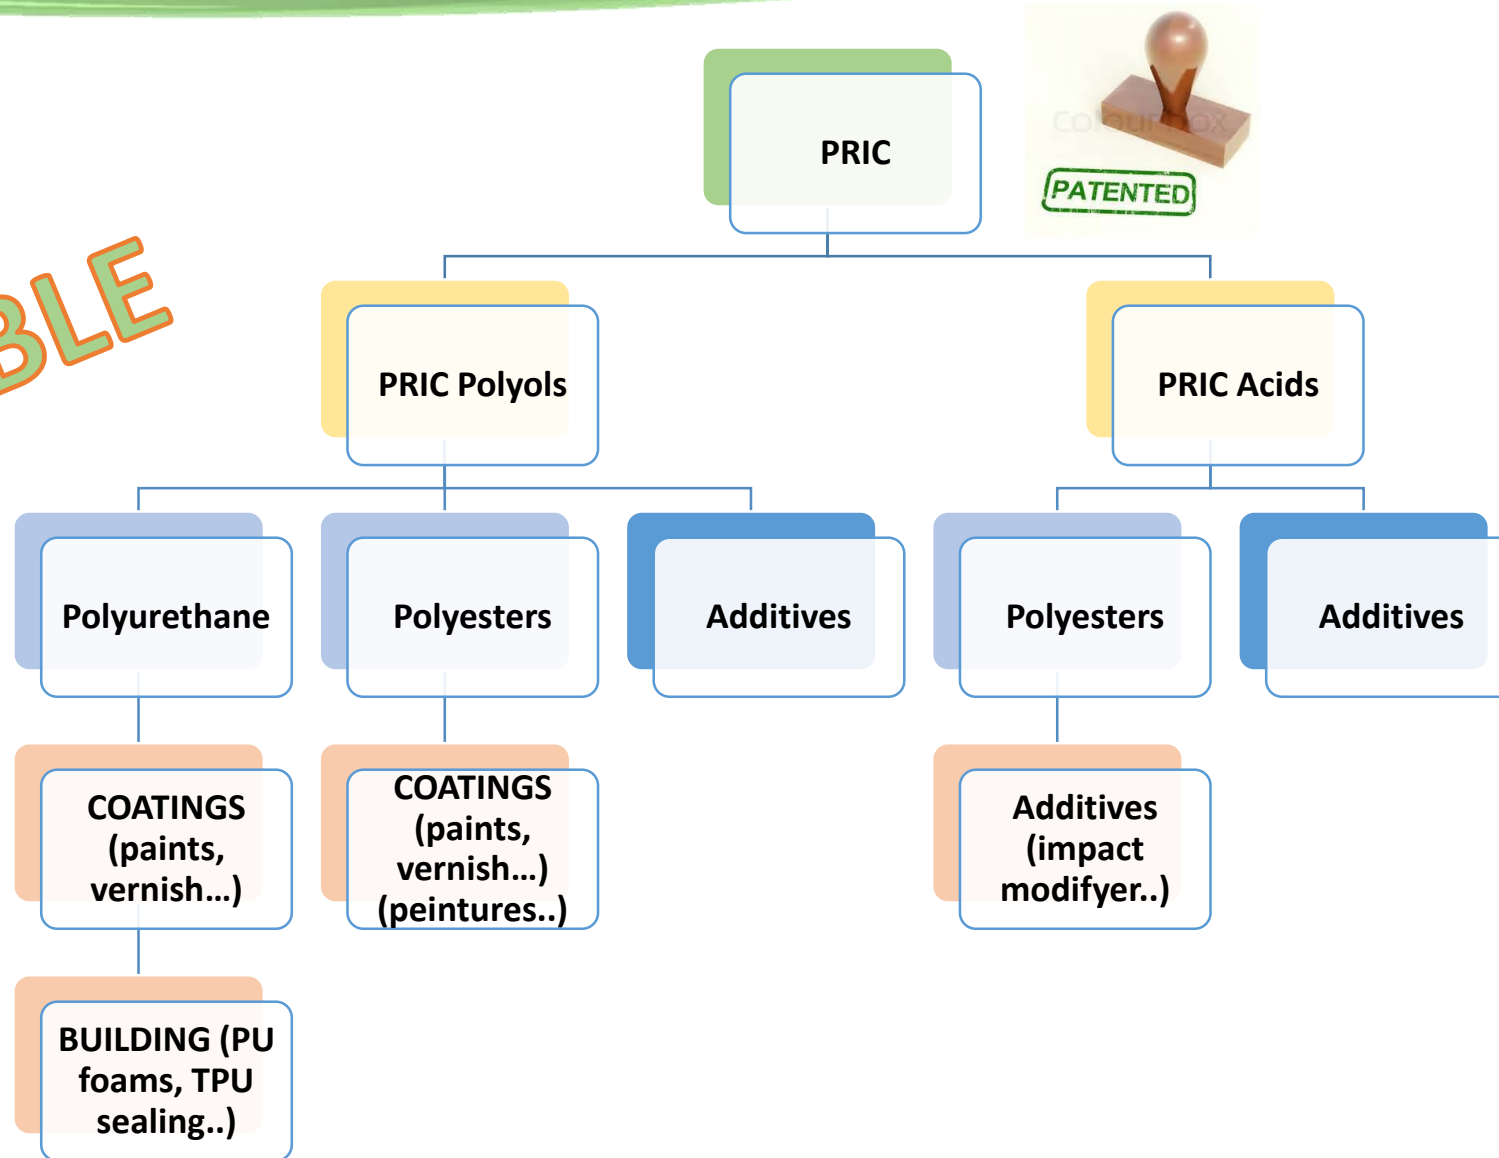 PRIC
Colourbox
PATENTED
BLE
PRIC Polyols
PRIC Acids
Polyurethane
Polyesters
Additives
Polyesters
Additives
COATINGS
(paints,
vernish...)
COATINGS
(paints,
vernish...)
(peintures..)
Additives
(impact
modifyer..)
BUILDING (PU
foams, TPU
sealing..)